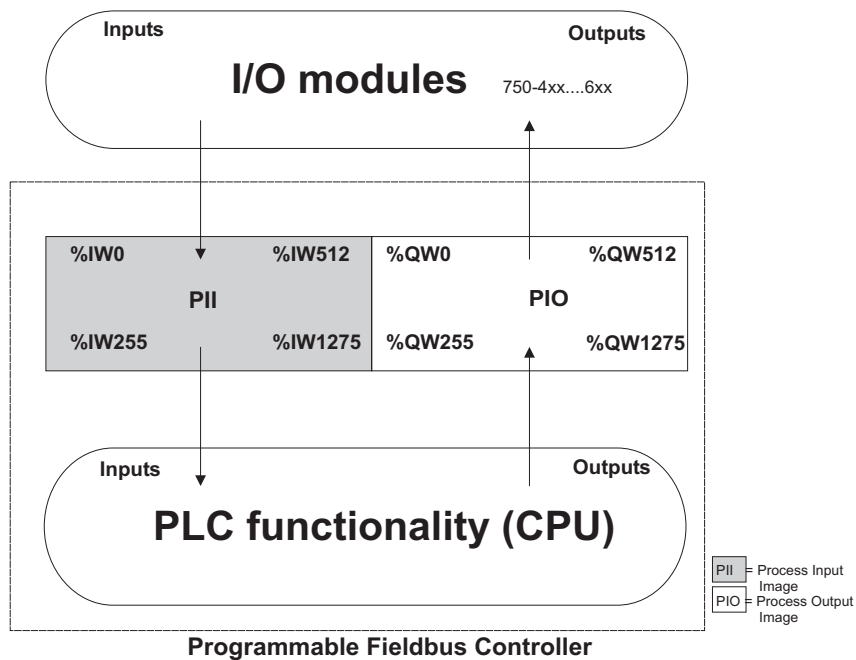 Inputs
Outputs
I/O modules 750-4xx....6xx
%IW0 %IW512 %QW0 %QW512
PII PIO
%IW255 %IW1275 %QW255 %QW1275
Inputs
Outputs
PLC functionality (CPU)
PII = Process Input
Image
PIO = Process Output
Image
Programmable Fieldbus Controller